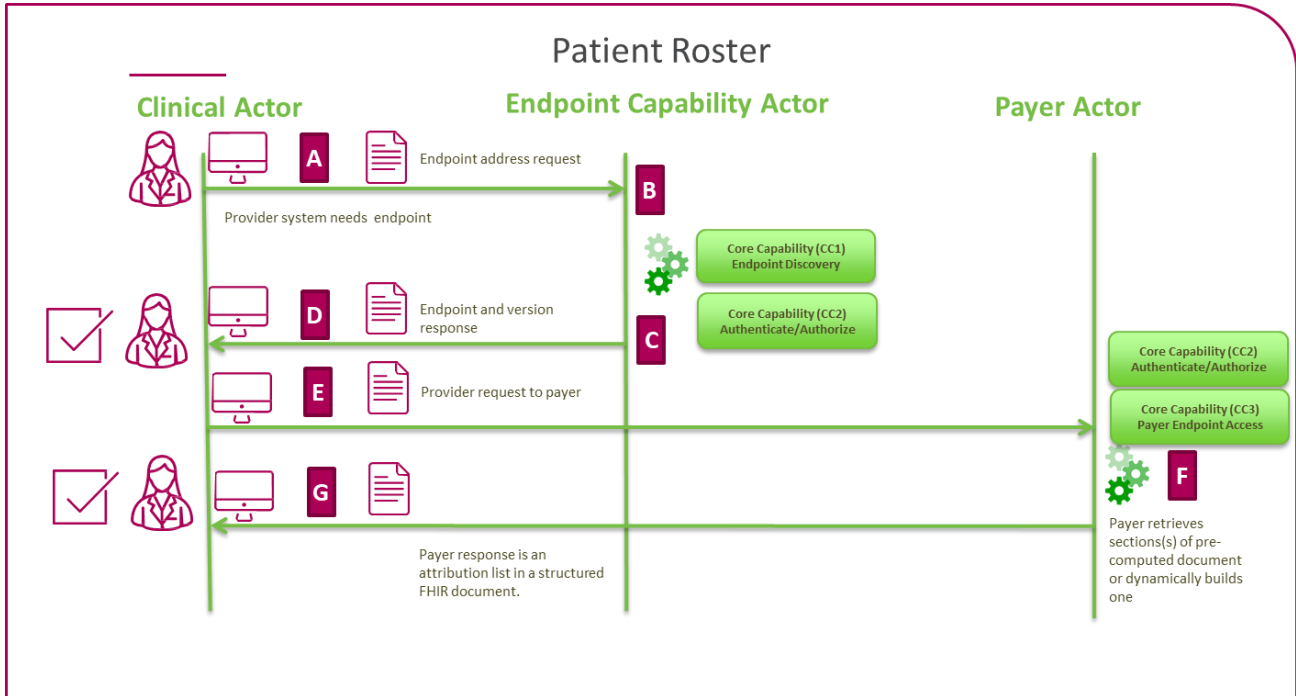 Patient Roster
Clinical Actor
Endpoint Capability Actor
Payer Actor
A
Endpoint address request
B
Provider system needs endpoint
Core Capability (CC1)
Endpoint Discovery
D
Endpoint and version
response
C
Core Capability (CC2)
Authenticate/Authorize
Core Capability (CC2)
Authenticate/Authorize
E
Provider request to payer
Core Capability (CC3)
Payer Endpoint Access
F
G
Payer retrieves
sections(s) of pre-
computed document
or dynamically builds
one
Payer response is an
attribution list in a structured
FHIR document.